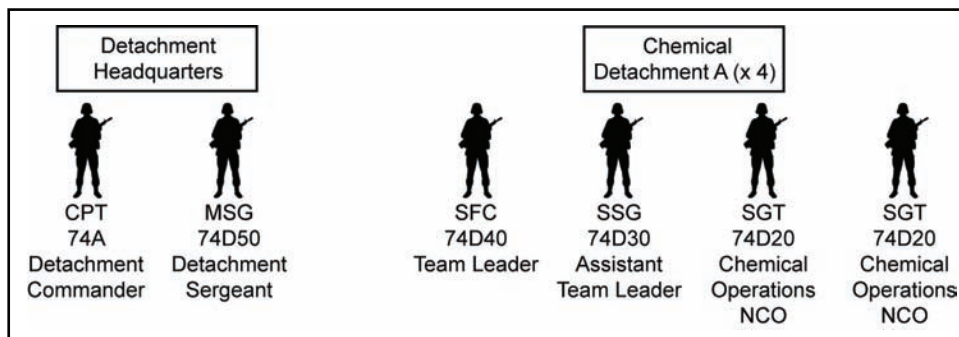 Detachment
Headquarters
Chemical
Detachment A (x 4)
CPT
74A
Detachment
Commander
MSG
74D50
Detachment
Sergeant
SFC
74D40
Team Leader
SSG
74D30
Assistant
Team Leader
SGT
74D20
Chemical
Operations
NCO
SGT
74D20
Chemical
Operations
NCO